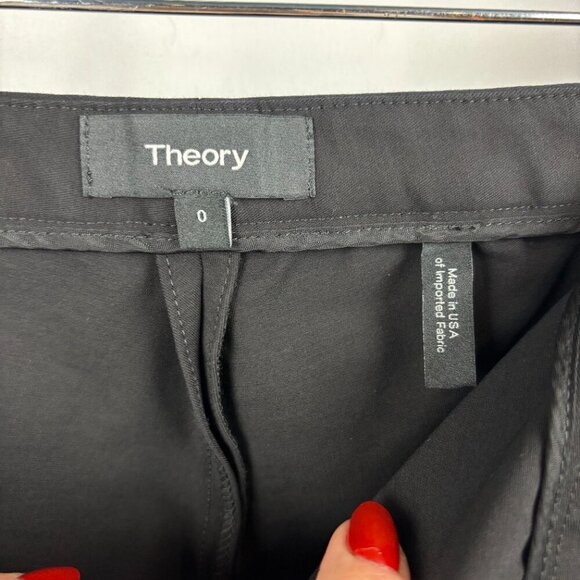 Theory
0
Made in USA
of Imported Fabric